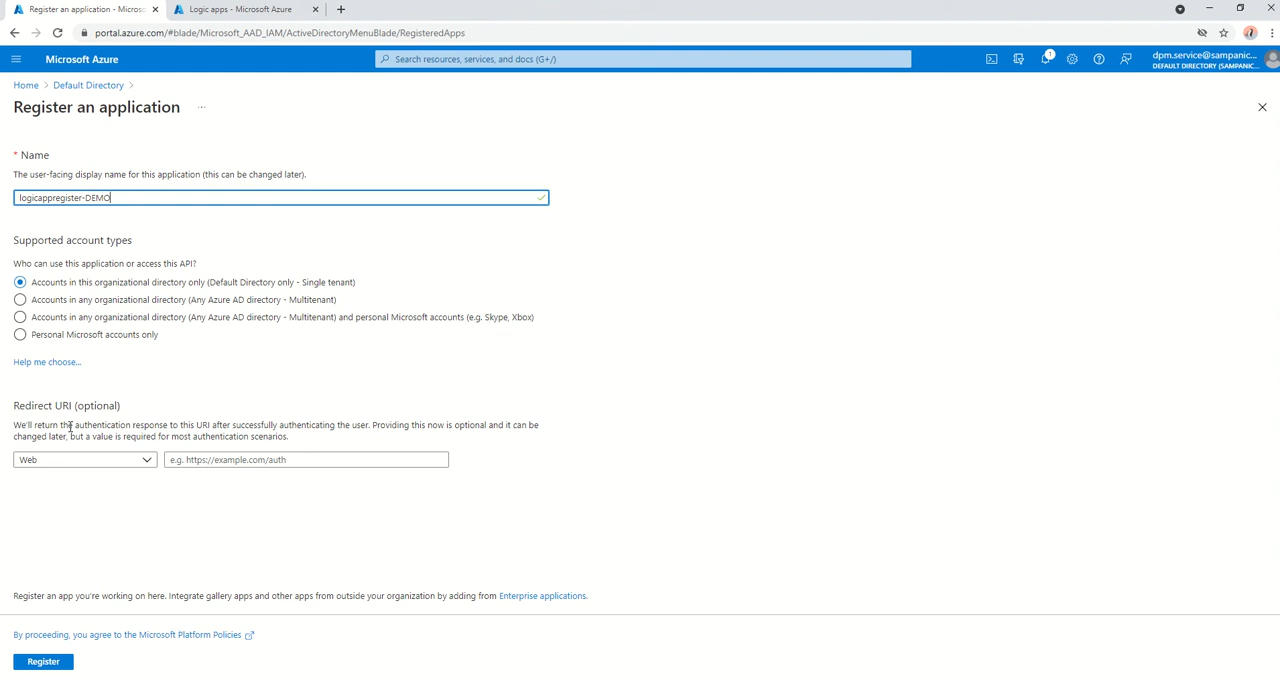 Register an application - Microsc
Logic apps - Microsoft Azure
portal.azure.com/#blade/Microsoft_AAD_IAM/ActiveDirectoryMenuBlade/RegisteredApps
Microsoft Azure
Search resources, services, and docs (G+/)
1
dpm.service@sampanic...
DEFAULT DIRECTORY (SAMPANIC...
Home > Default Directory >
Register an application ...
* Name
The user-facing display name for this application (this can be changed later).
logicappregister-DEMO
Supported account types
Who can use this application or access this API?
Accounts in this organizational directory only (Default Directory only - Single tenant)
Accounts in any organizational directory (Any Azure AD directory - Multitenant)
Accounts in any organizational directory (Any Azure AD directory - Multitenant) and personal Microsoft accounts (e.g. Skype, Xbox)
Personal Microsoft accounts only
Help me choose...
Redirect URI (optional)
We'll return the authentication response to this URI after successfully authenticating the user. Providing this now is optional and it can be
changed later, but a value is required for most authentication scenarios.
Web
e.g. https://example.com/auth
Register an app you're working on here. Integrate gallery apps and other apps from outside your organization by adding from Enterprise applications.
By proceeding, you agree to the Microsoft Platform Policies
Register